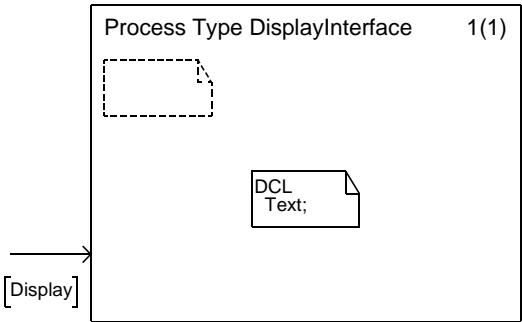 Process Type DisplayInterface 1(1)
DCL
Text;
[Display]